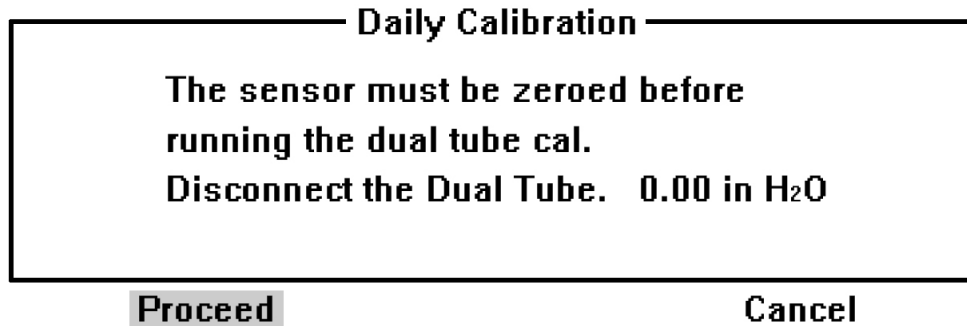 Daily Calibration
The sensor must be zeroed before
running the dual tube cal.
Disconnect the Dual Tube. 0.00 in H₂O
Proceed Cancel